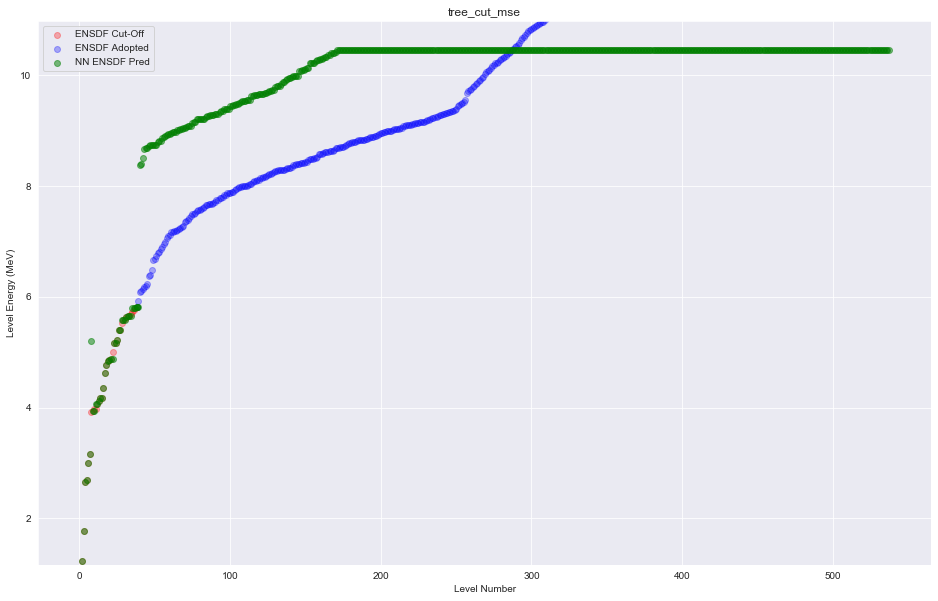 tree_cut_mse
ENSDF Cut-Off
ENSDF Adopted
NN ENSDF Pred
10
8
6
4
2
Level Energy (MeV)
0 100 200 300 400 500
Level Number